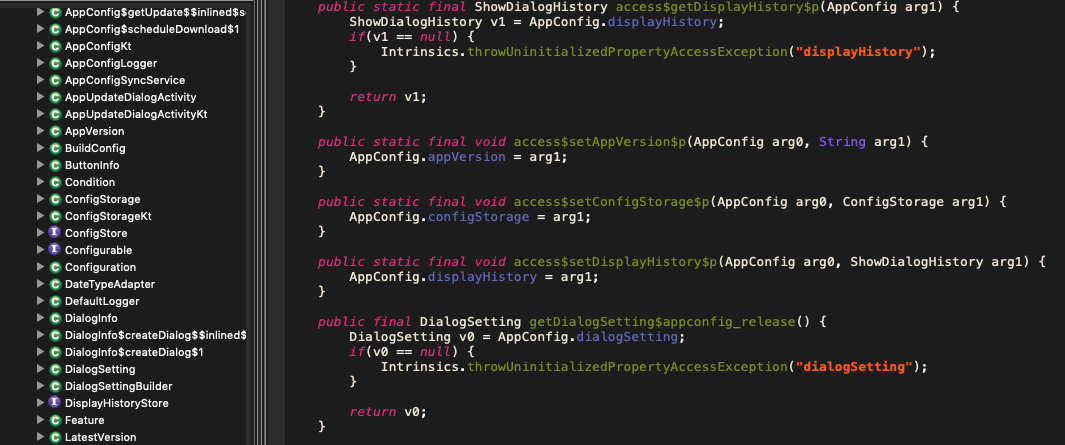 AppConfig$getUpdate$$inlined$s
AppConfig$scheduleDownload$1
AppConfigKt
AppConfigLogger
AppConfigSyncService
AppUpdateDialogActivity
AppUpdateDialogActivityKt
AppVersion
BuildConfig
ButtonInfo
Condition
ConfigStorage
ConfigStorageKt
ConfigStore
Configurable
Configuration
DateTypeAdapter
DefaultLogger
DialogInfo
DialogInfo$createDialog$$inlined$
DialogInfo$createDialog$1
DialogSetting
DialogSettingBuilder
DisplayHistoryStore
Feature
LatestVersion
public static final ShowDialogHistory access$getDisplayHistory$p(AppConfig arg1) {
ShowDialogHistory v1 = AppConfig.displayHistory;
if(v1 == null) {
Intrinsics.throwUninitializedPropertyAccessException("displayHistory");
}
return v1;
}
public static final void access$setAppVersion$p(AppConfig arg0, String arg1) {
AppConfig.appVersion = arg1;
}
public static final void access$setConfigStorage$p(AppConfig arg0, ConfigStorage arg1) {
AppConfig.configStorage = arg1;
}
public static final void access$setDisplayHistory$p(AppConfig arg0, ShowDialogHistory arg1) {
AppConfig.displayHistory = arg1;
}
public final DialogSetting getDialogSetting$appconfig_release() {
DialogSetting v0 = AppConfig.dialogSetting;
if(v0 == null) {
Intrinsics.throwUninitializedPropertyAccessException("dialogSetting");
}
return v0;
}